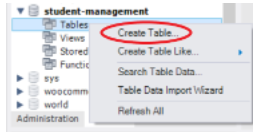 student-management
Tables
Views
Stored
Functic
sys
woocomm
world
Administration
Create Table...
Create Table Like...
Search Table Data...
Table Data Import Wizard
Refresh All